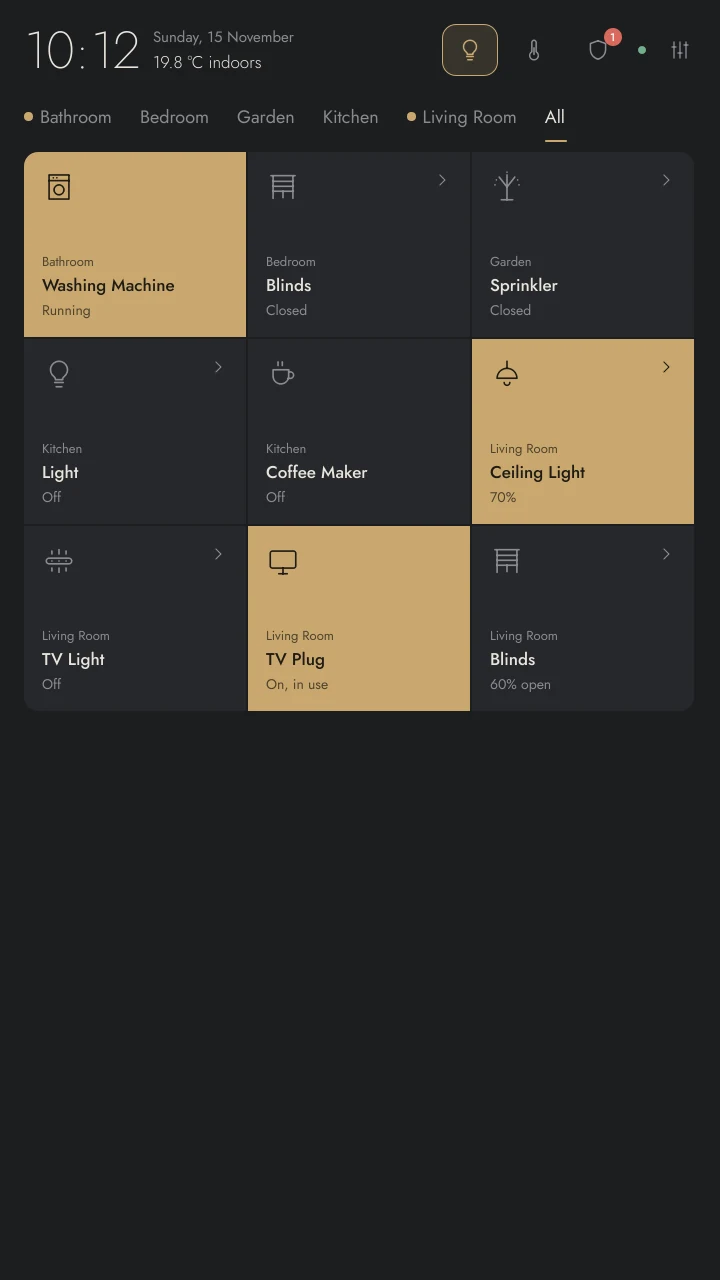 10:12
Sunday, 15 November
19.8 °C indoors
1
Bathroom
Bedroom
Garden
Kitchen
Living Room
All
Bathroom
Washing Machine
Running
Bedroom
Blinds
Closed
Garden
Sprinkler
Closed
Kitchen
Light
Off
Kitchen
Coffee Maker
Off
Living Room
Ceiling Light
70%
Living Room
TV Light
Off
Living Room
TV Plug
On, in use
Living Room
Blinds
60% open